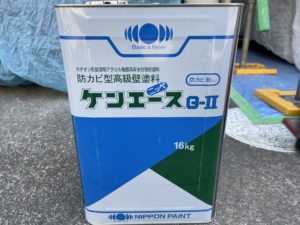 Basic & New
カチオン形弱溶剤アクリル樹脂系非水分散形塗料
防カビ型高級壁塗料
防カビ剤入り
ニッペ
ケンエース G-II
16kg
NIPPON PAINT